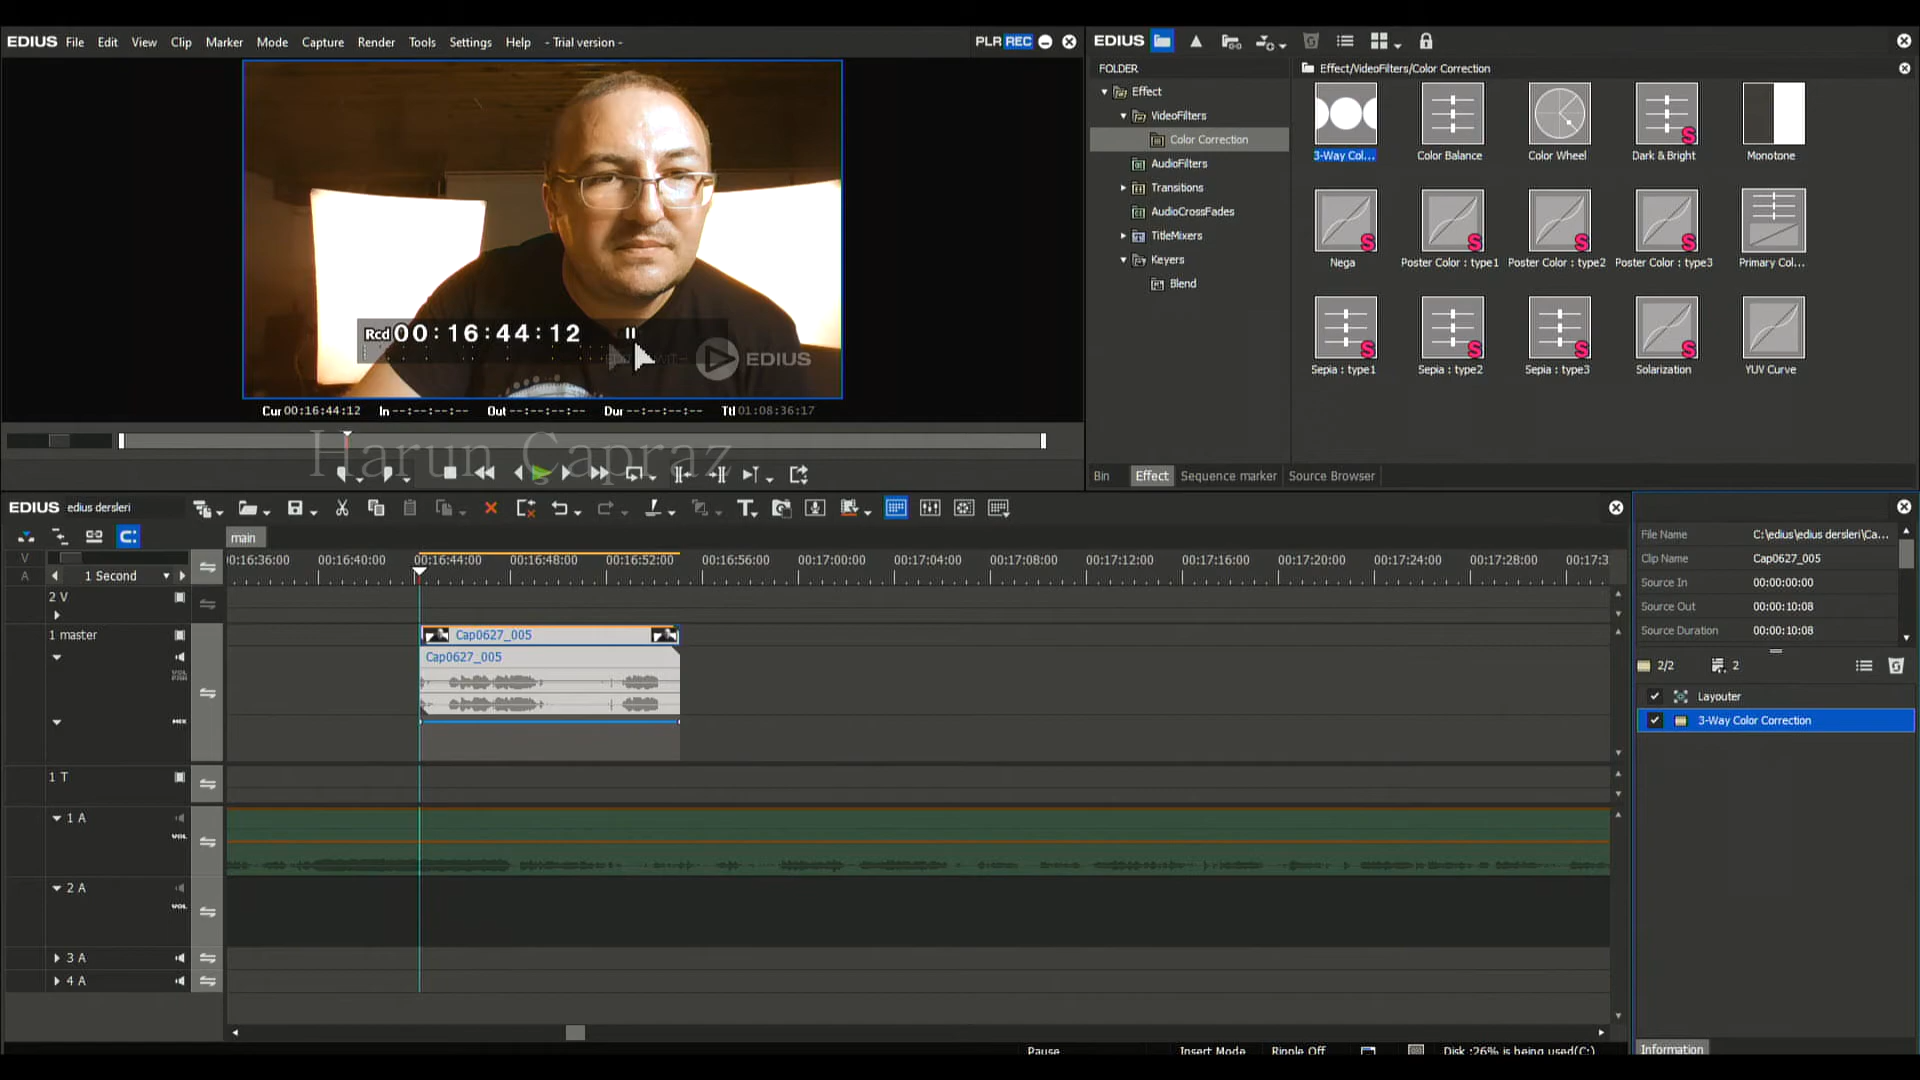 EDIUS File Edit View Clip Marker Mode Capture Render Tools Settings Help - Trial version -
PLR REC
Rcd 00:16:44:12
EDIUS
Cur 00:16:44:12 In --:--:--:-- Out --:--:--:-- Dur --:--:--:-- Ttl 01:08:36:17
Harun Çapraz
EDIUS
FOLDER
Effect
VideoFilters
Color Correction
AudioFilters
Transitions
AudioCrossFades
TitleMixers
Keyers
Blend
Effect/VideoFilters/Color Correction
3-Way Col... Color Balance Color Wheel Dark & Bright Monotone
Nega Poster Color : type1 Poster Color : type2 Poster Color : type3 Primary Col...
Sepia : type1 Sepia : type2 Sepia : type3 Solarization YUV Curve
Bin Effect Sequence marker Source Browser
EDIUS edius dersleri
main
V
A
1 Second
00:16:36:00 00:16:40:00 00:16:44:00 00:16:48:00 00:16:52:00 00:16:56:00 00:17:00:00 00:17:04:00 00:17:08:00 00:17:12:00 00:17:16:00 00:17:20:00 00:17:24:00 00:17:28:00 00:17:3
2 V
1 master
Cap0627_005
Cap0627_005
VOL
PAN
MIX
1 T
1 A
VOL
2 A
VOL
3 A
4 A
File Name C:\edius\edius dersleri\Ca...
Clip Name Cap0627_005
Source In 00:00:00:00
Source Out 00:00:10:08
Source Duration 00:00:10:08
2/2 2
Layouter
3-Way Color Correction
Information
Pause Insert Mode Ripple Off Disk :26% is being used(C:)